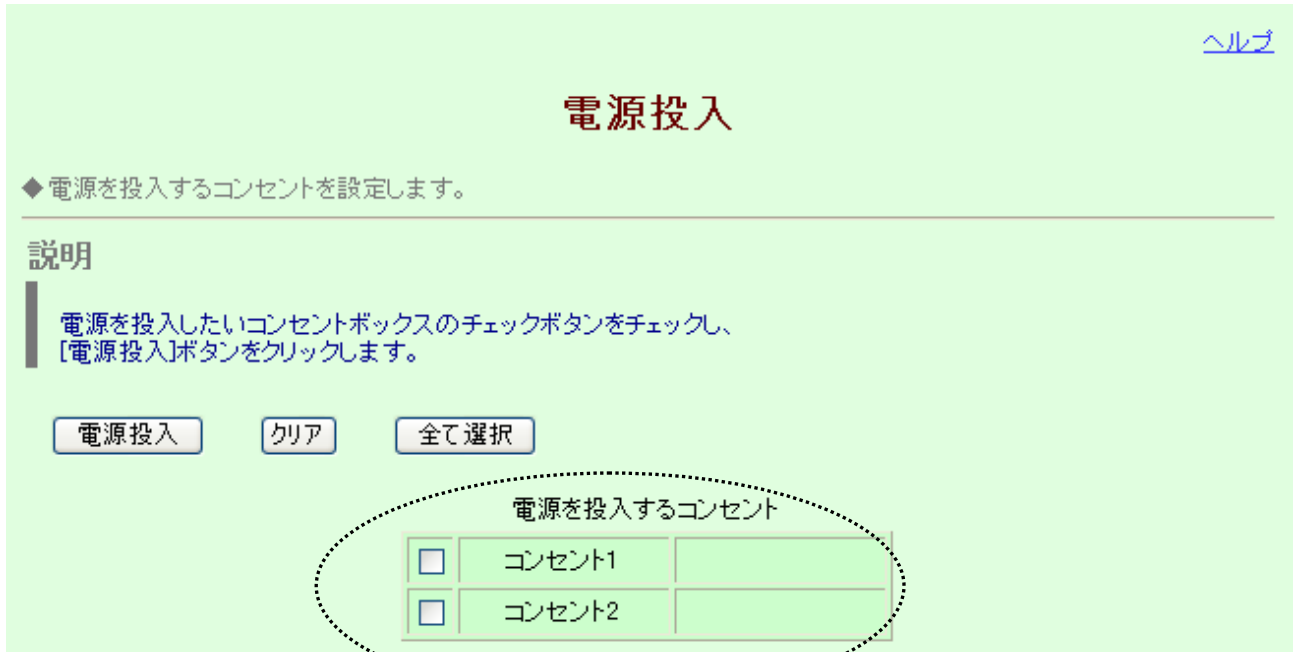 ヘルプ
電源投入
◆電源を投入するコンセントを設定します。
説明
電源を投入したいコンセントボックスのチェックボタンをチェックし、
[電源投入]ボタンをクリックします。
電源投入 クリア 全て選択
電源を投入するコンセント
コンセント1
コンセント2